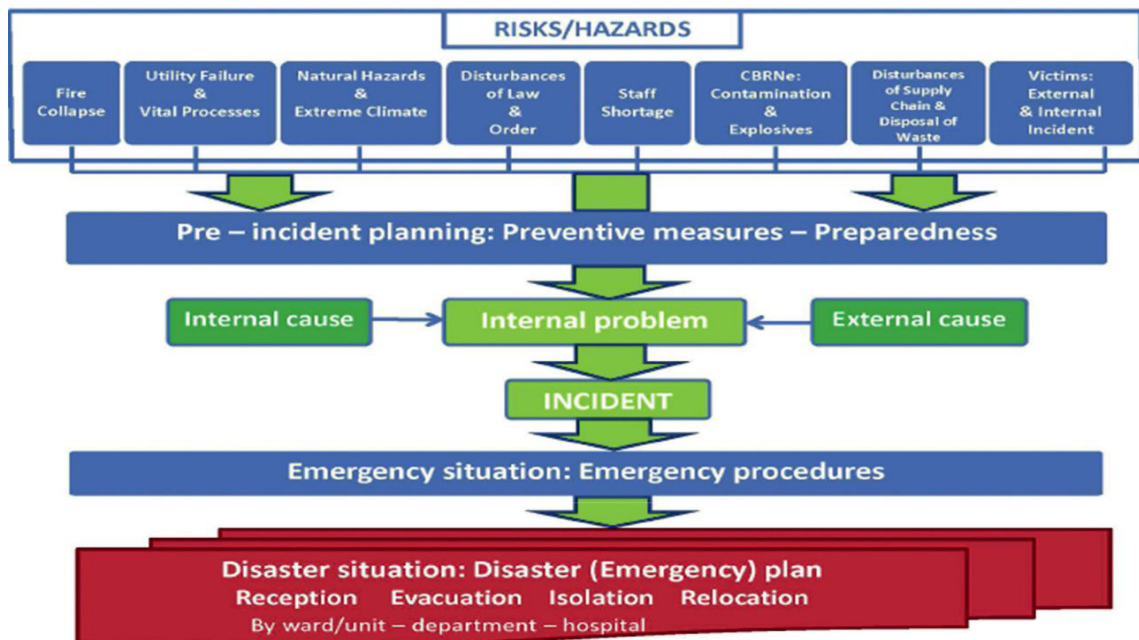 RISKS/HAZARDS
Fire
Collapse
Utility Failure
&
Vital Processes
Natural Hazards
&
Extreme Climate
Disturbances
of Law
&
Order
Staff
Shortage
CBRNe:
Contamination
&
Explosives
Disturbances
of Supply
Chain &
Disposal of
Waste
Victims:
External
& Internal
Incident
Pre – incident planning: Preventive measures – Preparedness
Internal cause
Internal problem
External cause
INCIDENT
Emergency situation: Emergency procedures
Disaster situation: Disaster (Emergency) plan
Reception Evacuation Isolation Relocation
By ward/unit – department – hospital